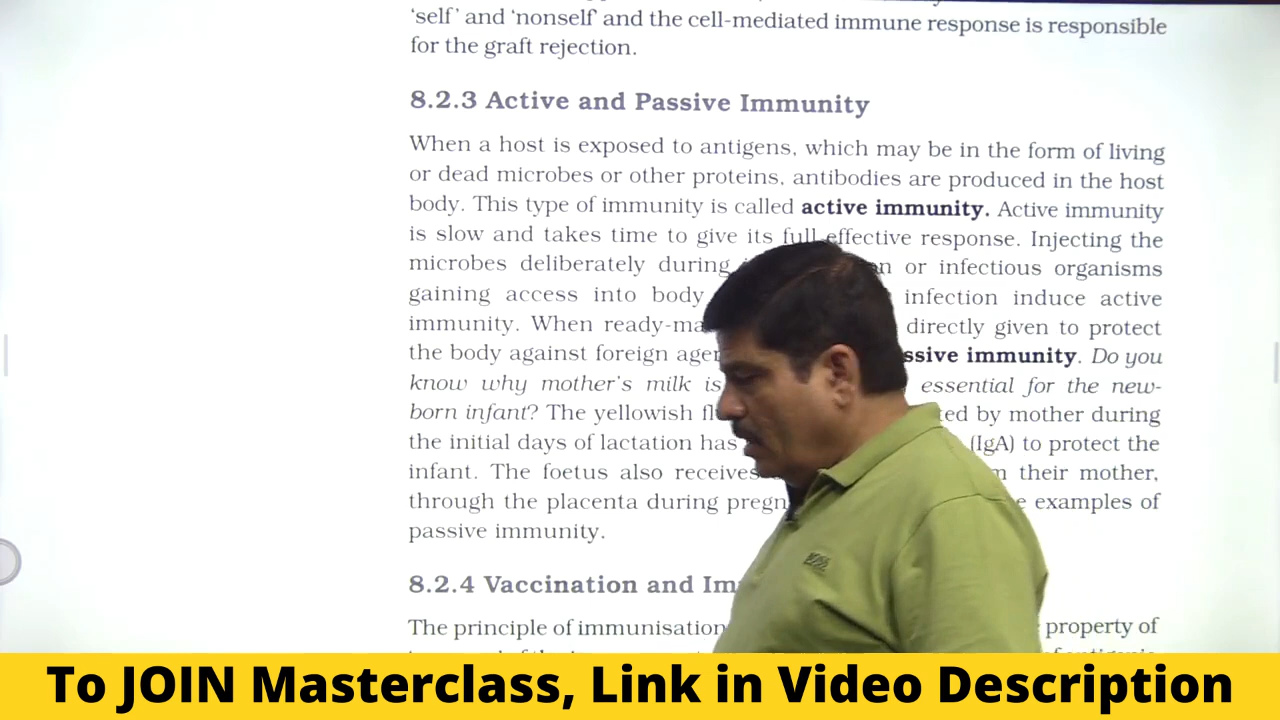 'self' and 'nonself' and the cell-mediated immune response is responsible
for the graft rejection.
8.2.3 Active and Passive Immunity
When a host is exposed to antigens, which may be in the form of living
or dead microbes or other proteins, antibodies are produced in the host
body. This type of immunity is called active immunity. Active immunity
is slow and takes time to give its full effective response. Injecting the
microbes deliberately during or infectious organisms
gaining access into body infection induce active
immunity. When ready-ma directly given to protect
the body against foreign age ssive immunity. Do you
know why mother's milk is essential for the new-
born infant? The yellowish fl ted by mother during
the initial days of lactation has (IgA) to protect the
infant. The foetus also receives their mother,
through the placenta during pregn examples of
passive immunity.
8.2.4 Vaccination and Im
The principle of immunisation property of
To JOIN Masterclass, Link in Video Description